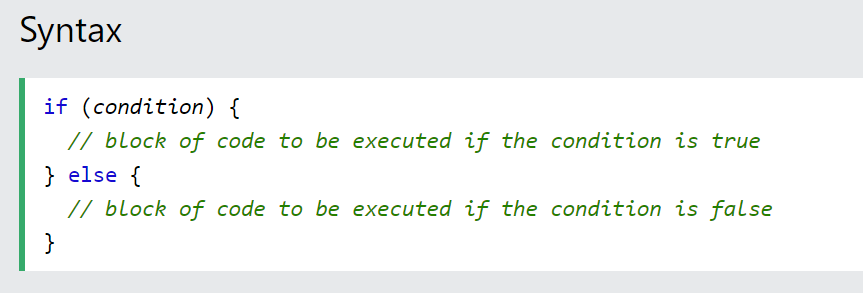 Syntax
if (condition) {
  // block of code to be executed if the condition is true
} else {
  // block of code to be executed if the condition is false
}